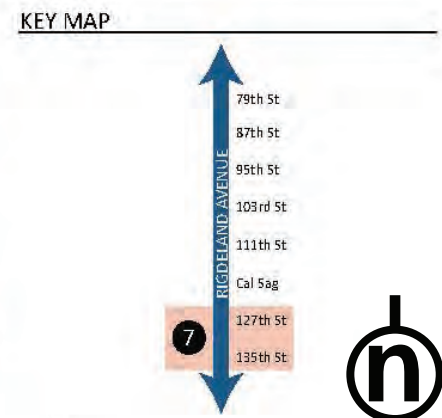 KEY MAP
79th St
87th St
95th St
103rd St
111th St
Cal Sag
127th St
135th St
RIGDELAND AVENUE
7
n